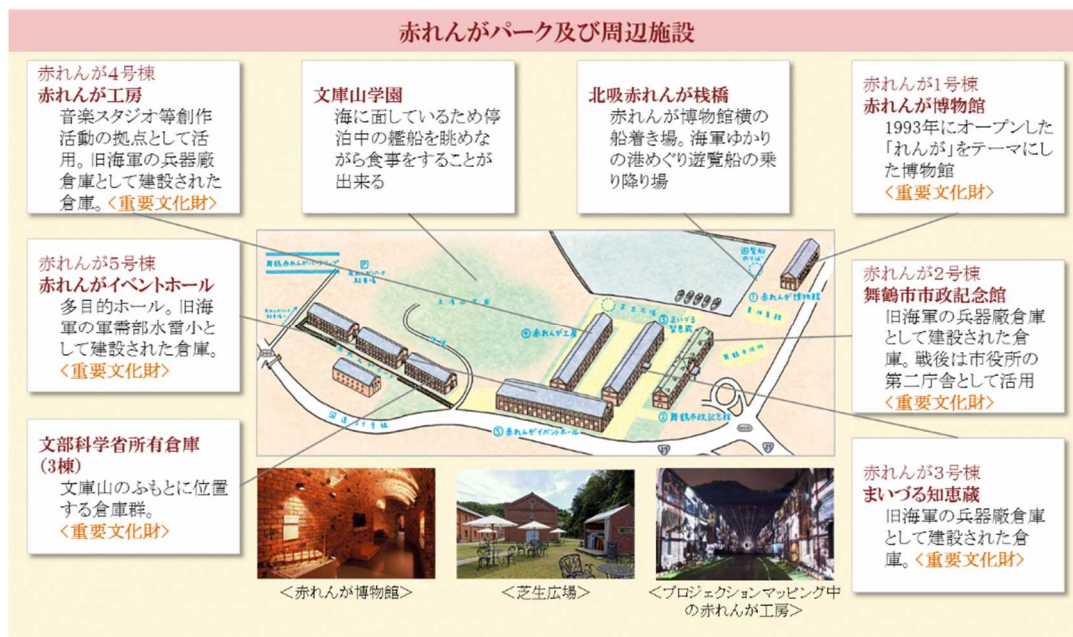 赤れんがパーク及び周辺施設
赤れんが4号棟
赤れんが工房
音楽スタジオ等創作
活動の拠点として活
用。旧海軍の兵器廠
倉庫として建設された
倉庫。<重要文化財>
文庫山学園
海に面しているため停
泊中の艦船を眺めな
がら食事をすることが
出来る
北吸赤れんが桟橋
赤れんが博物館横の
船着き場。海軍ゆかり
の港めぐり遊覧船の乗
り降り場
赤れんが1号棟
赤れんが博物館
1993年にオープンした
「れんが」をテーマにし
た博物館
<重要文化財>
赤れんが5号棟
赤れんがイベントホール
多目的ホール。旧海
軍の軍需部水雷小と
して建設された倉庫。
<重要文化財>
赤れんが2号棟
舞鶴市市政記念館
旧海軍の兵器廠倉庫
として建設された倉
庫。戦後は市役所の
第二庁舎として活用
<重要文化財>
文部科学省所有倉庫
(3棟)
文庫山のふもとに位置
する倉庫群。
<重要文化財>
赤れんが3号棟
まいづる知恵蔵
旧海軍の兵器廠倉庫
として建設された倉
庫。<重要文化財>
P
遊覧船
①赤れんが博物館
④赤れんが工房
③まいづる
智恵蔵
②舞鶴市政記念館
⑤赤れんがイベントホール
国道27号線
27
27
<赤れんが博物館>
<芝生広場>
<プロジェクションマッピング中
の赤れんが工房>